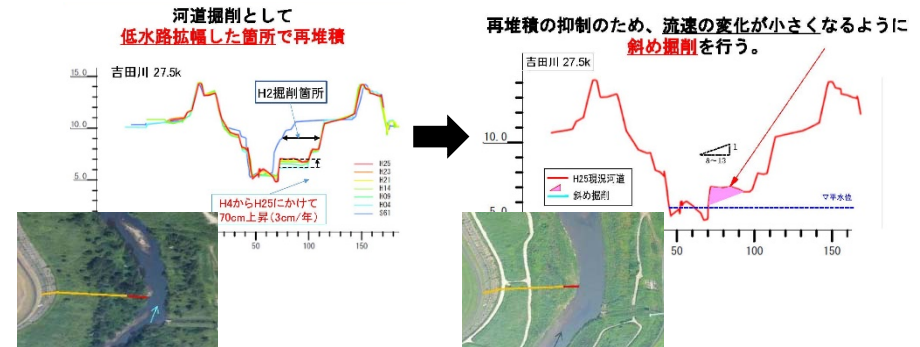 河道掘削として
低水路拡幅した箇所で再堆積
吉田川 27.5k
15.0
10.0
5.0
H2掘削箇所
H25
H23
H21
H14
H09
H04
S61
H4からH25にかけて
70cm上昇(3cm/年)
50
100
150
再堆積の抑制のため、流速の変化が小さくなるように
斜め掘削を行う。
吉田川 27.5k
15.0
10.0
5.0
1
8~13
H25現況河道
斜め掘削
▽平水位
50
100
150